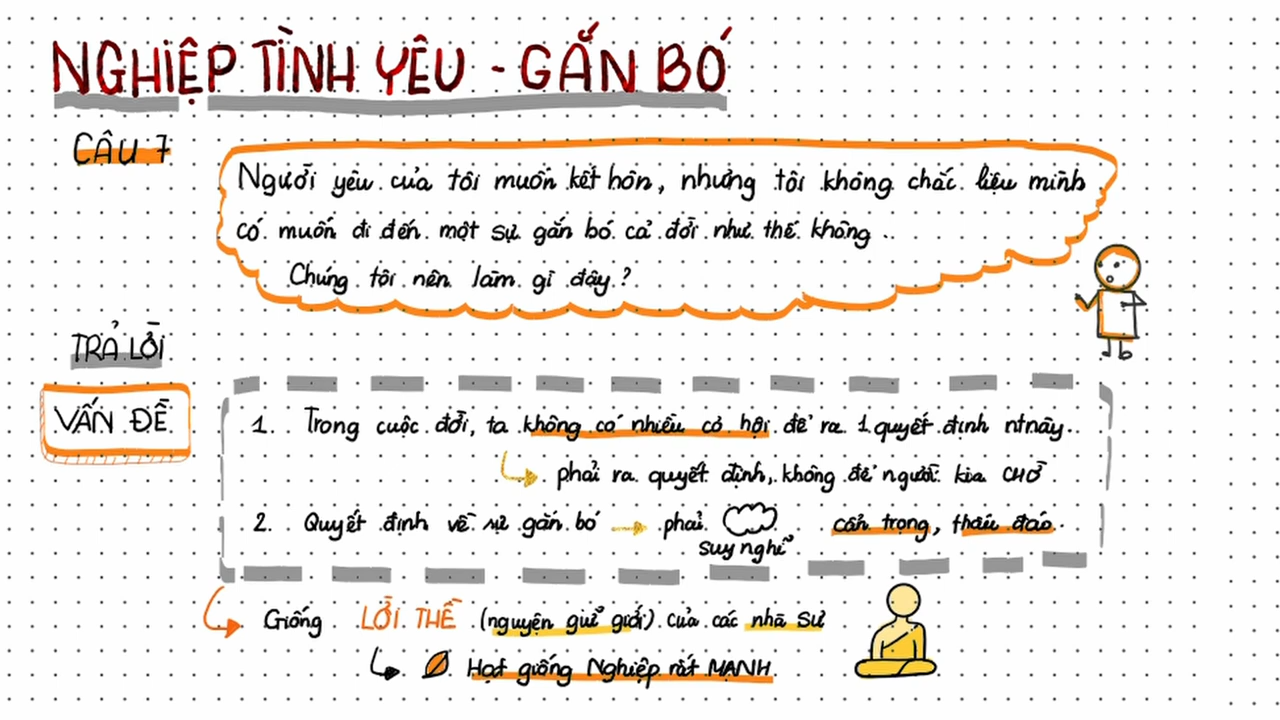 NGHIỆP TÌNH YÊU - GẮN BÓ
CÂU 7
Người yêu của tôi muốn kết hôn, nhưng tôi không chắc liệu mình
có muốn đi đến một sự gắn bó cả đời như thế không..
Chúng tôi nên làm gì đây?
TRẢ LỜI
VẤN ĐỀ
1. Trong cuộc đời, ta không có nhiều cơ hội để ra 1 quyết định ntnày..
phải ra quyết định, không để người kia CHỜ
2. Quyết định về sự gắn bó → phải cẩn trọng, thấu đáo
suy nghĩ
Giống LỜI THỀ (nguyện giữ giới) của các nhà sư
Hạt giống Nghiệp rất MẠNH